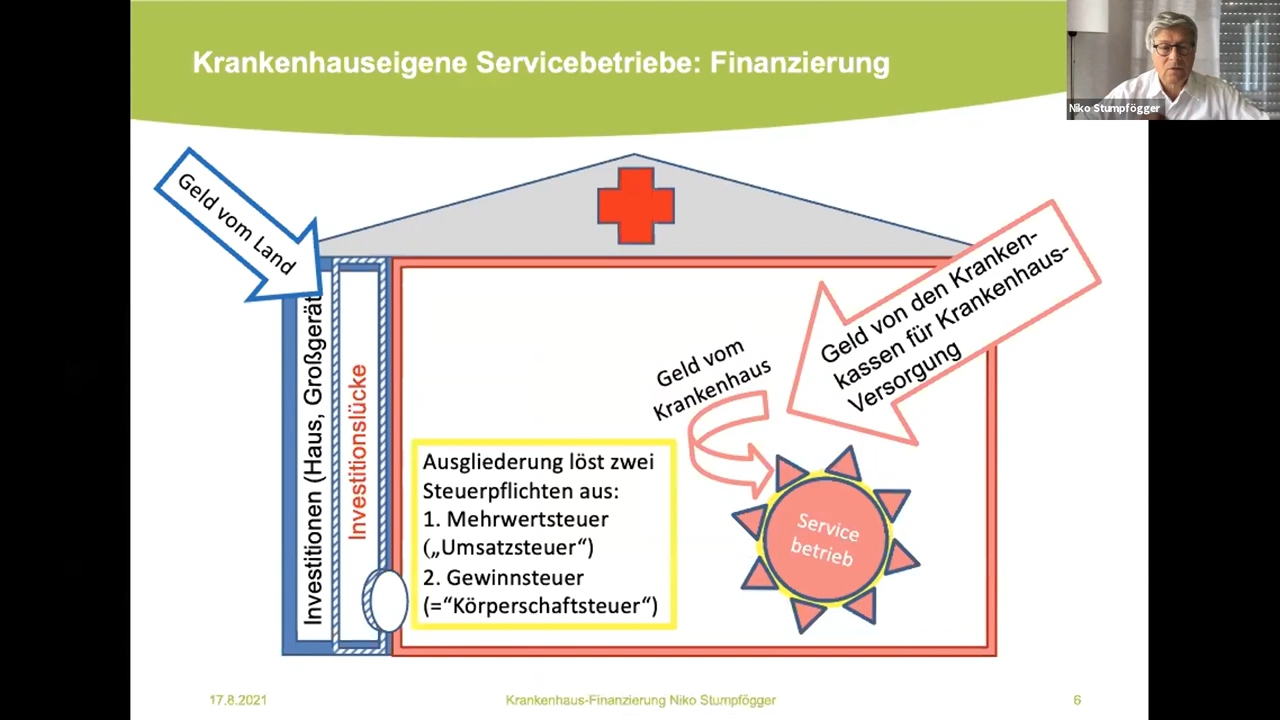 Krankenhauseigene Servicebetriebe: Finanzierung
Niko Stumpfögger
Geld vom Land
Investitionen (Haus, Großgerät
Investitionslücke
Geld vom
Krankenhaus
Geld von den Kranken-
kassen für Krankenhaus-
Versorgung
Ausgliederung löst zwei
Steuerpflichten aus:
1. Mehrwertsteuer
(„Umsatzsteuer“)
2. Gewinnsteuer
(=“Körperschaftsteuer“)
Service
betrieb
17.8.2021
Krankenhaus-Finanzierung Niko Stumpfögger
6